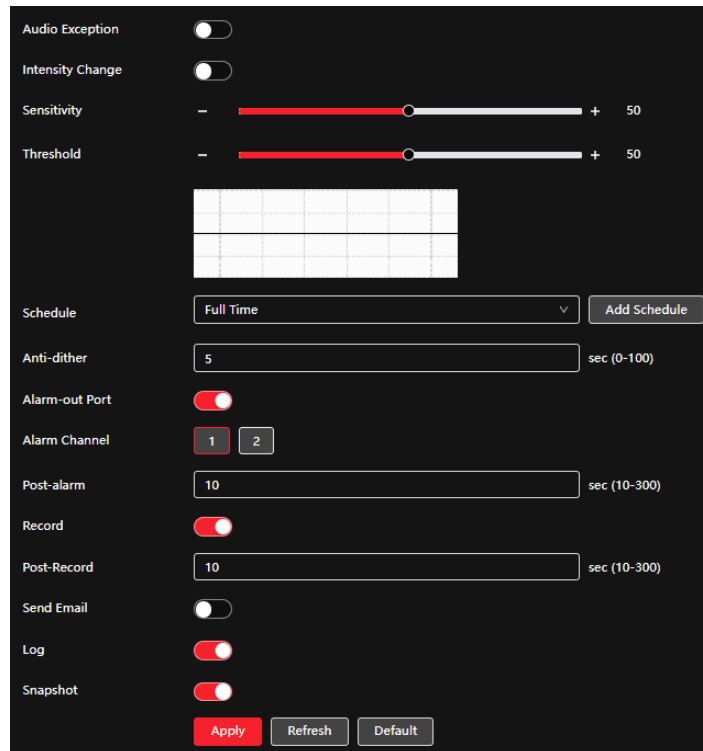 Audio Exception
Intensity Change
Sensitivity − + 50
Threshold − + 50
Schedule Full Time Add Schedule
Anti-dither 5 sec (0-100)
Alarm-out Port
Alarm Channel 1 2
Post-alarm 10 sec (10-300)
Record
Post-Record 10 sec (10-300)
Send Email
Log
Snapshot
Apply Refresh Default